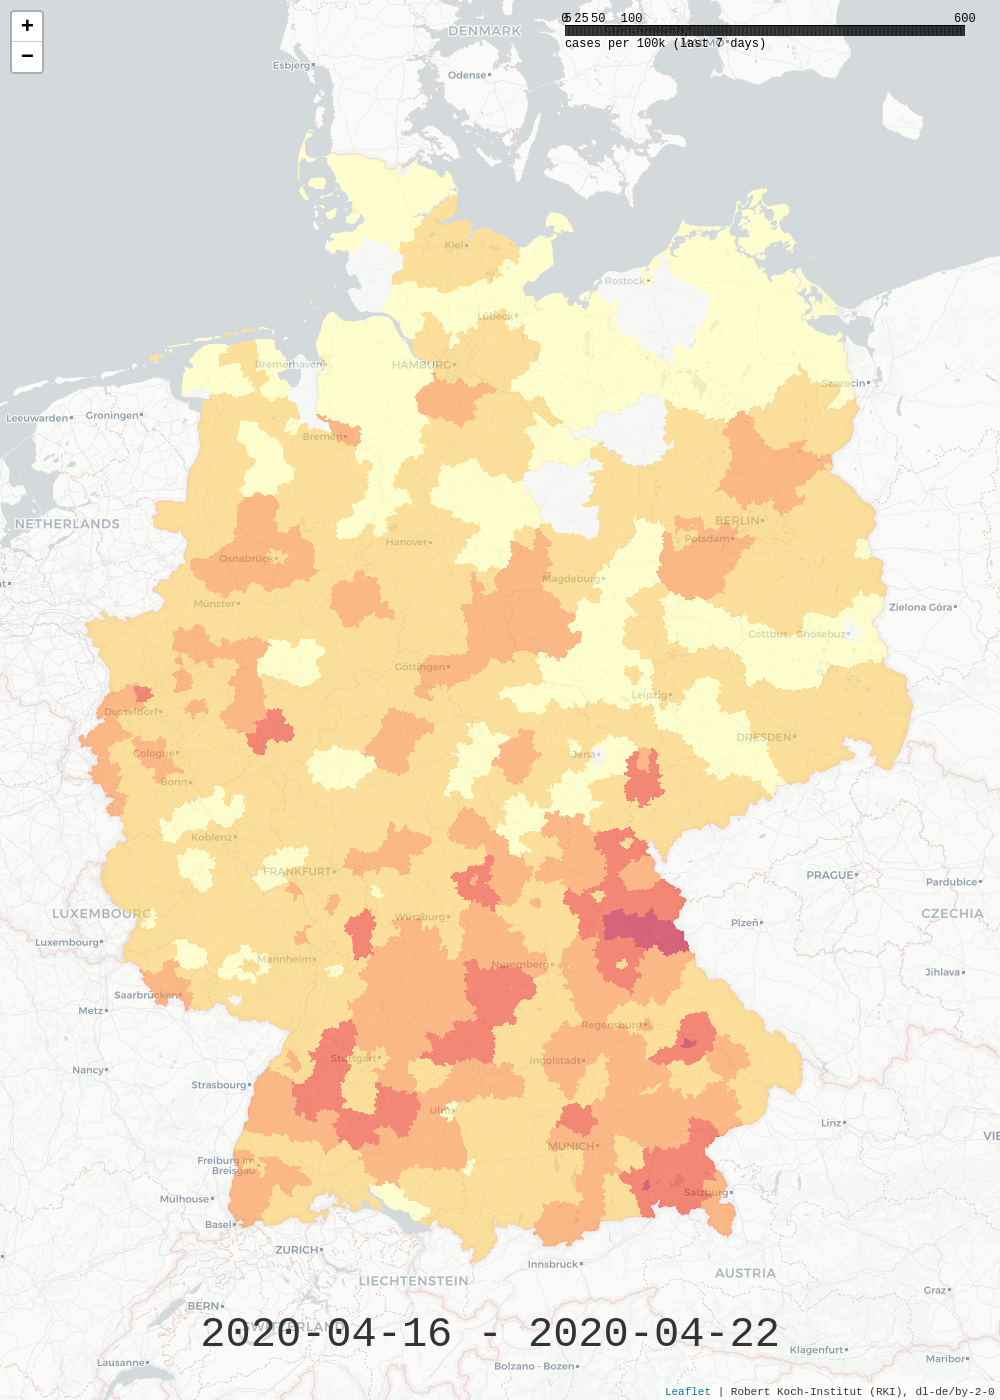 +
−
0 5 25 50 100 600
cases per 100k (last 7 days)
DENMARK
Esbjerg
Odense
Kiel
Rostock
Lübeck
Bremerhaven
HAMBURG
Szczecin
Leeuwarden
Groningen
Bremen
NETHERLANDS
BERLIN
Potsdam
Hanover
Osnabrück
Magdeburg
Münster
Zielona Góra
Cottbus - Chóśebuz
Göttingen
Leipzig
Dusseldorf
DRESDEN
Cologne
Jena
Bonn
Koblenz
FRANKFURT
PRAGUE
Pardubice
LUXEMBOURG
Würzburg
Plzeň
CZECHIA
Luxembourg
Mannheim
Nuremberg
Jihlava
Saarbrücken
Metz
Regensburg
Stuttgart
Ingolstadt
Nancy
Strasbourg
Ulm
Linz
VIE
MUNICH
Freiburg im
Breisgau
Mulhouse
Salzburg
Basel
ZURICH
Innsbruck
AUSTRIA
LIECHTENSTEIN
Graz
BERN
SWITZERLAND
2020-04-16 - 2020-04-22
Klagenfurt
Lausanne
Bolzano - Bozen
Maribor
Leaflet | Robert Koch-Institut (RKI), dl-de/by-2-0